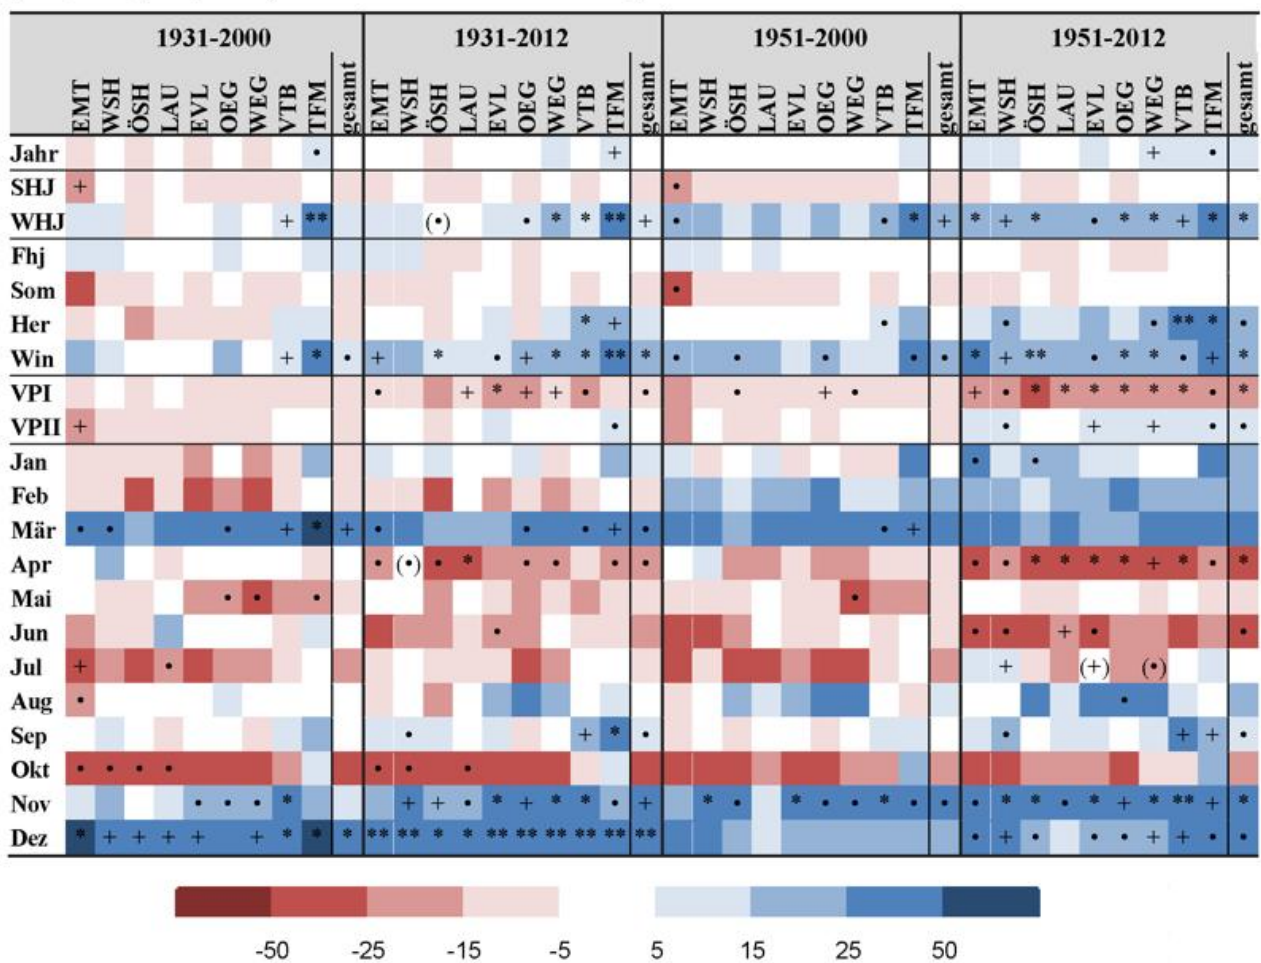 1931-2000 1931-2012 1951-2000 1951-2012
EMT WSH ÖSH LAU EVL OEG WEG VTB TFM gesamt EMT WSH ÖSH LAU EVL OEG WEG VTB TFM gesamt EMT WSH ÖSH LAU EVL OEG WEG VTB TFM gesamt EMT WSH ÖSH LAU EVL OEG WEG VTB TFM gesamt
Jahr • + + •
SHJ + •
WHJ + ** (•) • * * ** + • • * + * + * • * * + * *
Fhj
Som •
Her * + • • • ** * •
Win + * • + * • + * * ** * • • • • • * + ** • * * • + *
VPI • + * + + • • • + • + • * * * * * * • *
VPII + • • + + • •
Jan • •
Feb
Mär • • • + * + • • • + • • +
Apr • (•) • * • • • • • • * * * * + * • *
Mai • • • •
Jun • • • + • •
Jul + • + (+) (•)
Aug • •
Sep • + * • • + + •
Okt • • • • • • •
Nov • • • * + + • * + * * • + * • * • • * • • • * * • * + * ** + *
Dez * + + + + + * * * ** ** * * ** ** ** ** ** ** • + • • • + + • •
-50 -25 -15 -5 5 15 25 50